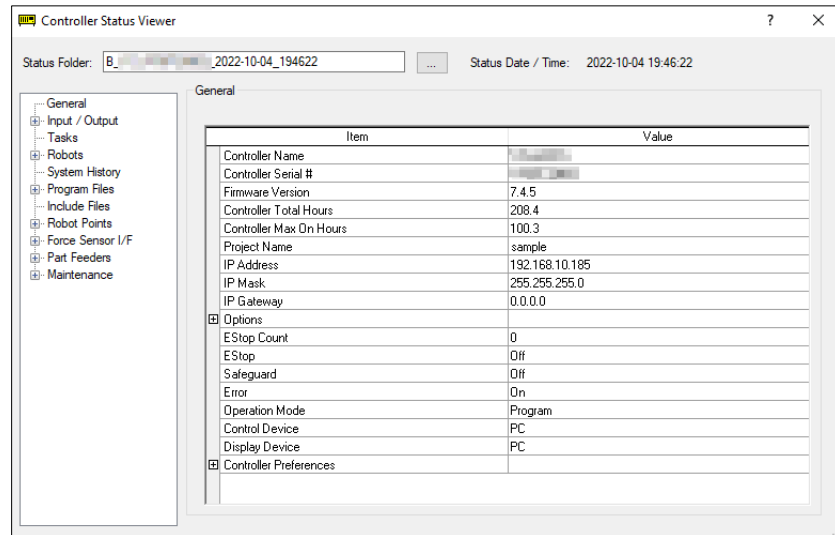 Controller Status Viewer
? ×
Status Folder: B_ _2022-10-04_194622 ... Status Date / Time: 2022-10-04 19:46:22
General
Input / Output
Tasks
Robots
System History
Program Files
Include Files
Robot Points
Force Sensor I/F
Part Feeders
Maintenance
General
Item Value
Controller Name
Controller Serial #
Firmware Version 7.4.5
Controller Total Hours 208.4
Controller Max On Hours 100.3
Project Name sample
IP Address 192.168.10.185
IP Mask 255.255.255.0
IP Gateway 0.0.0.0
Options
EStop Count 0
EStop Off
Safeguard Off
Error On
Operation Mode Program
Control Device PC
Display Device PC
Controller Preferences